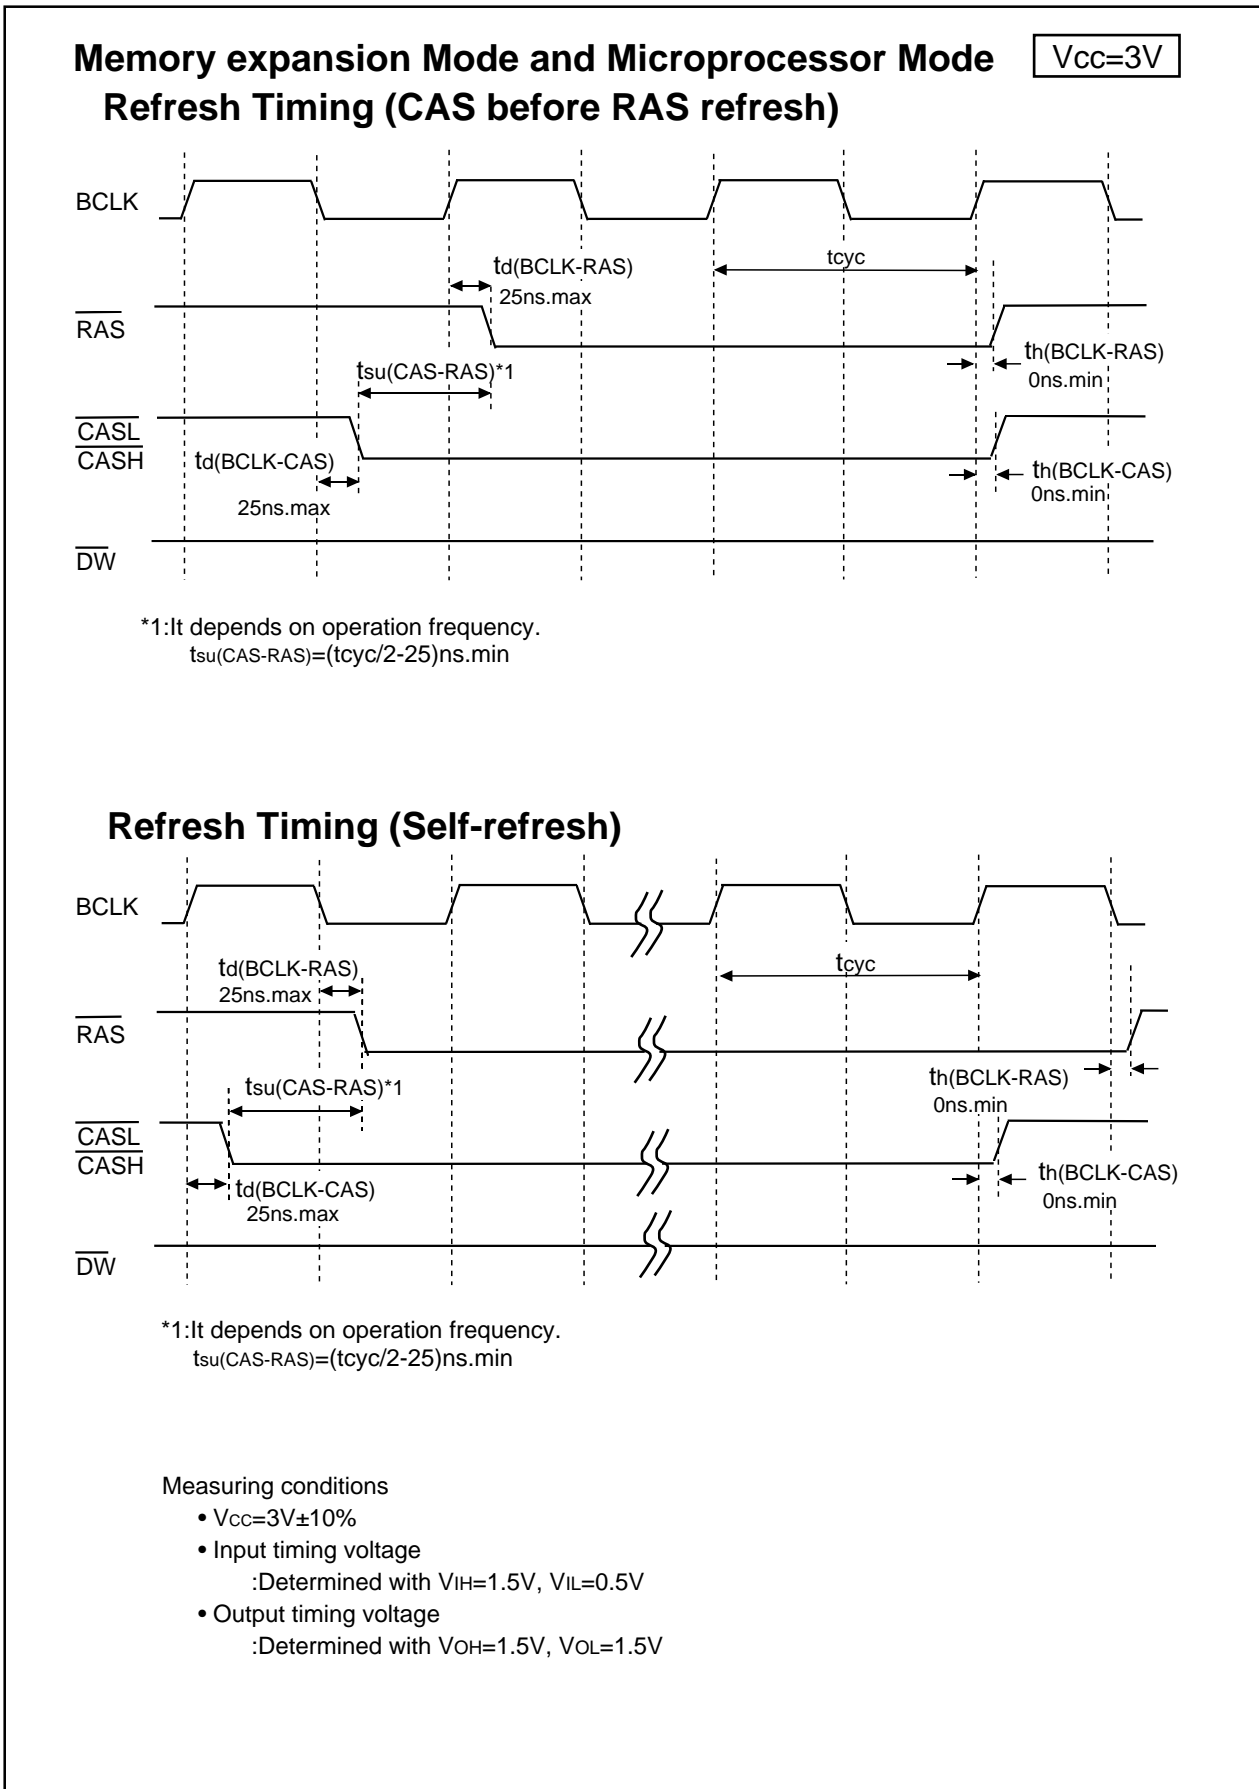 Memory expansion Mode and Microprocessor Mode
Vcc=3V
Refresh Timing (CAS before RAS refresh)
BCLK
td(BCLK-RAS)
25ns.max
tcyc
RAS
th(BCLK-RAS)
0ns.min
tsu(CAS-RAS)*1
CASL
CASH
td(BCLK-CAS)
25ns.max
th(BCLK-CAS)
0ns.min
DW
*1:It depends on operation frequency.
tsu(CAS-RAS)=(tcyc/2-25)ns.min
Refresh Timing (Self-refresh)
BCLK
td(BCLK-RAS)
25ns.max
tcyc
RAS
tsu(CAS-RAS)*1
th(BCLK-RAS)
0ns.min
CASL
CASH
td(BCLK-CAS)
25ns.max
th(BCLK-CAS)
0ns.min
DW
*1:It depends on operation frequency.
tsu(CAS-RAS)=(tcyc/2-25)ns.min
Measuring conditions
• VCC=3V±10%
• Input timing voltage
:Determined with VIH=1.5V, VIL=0.5V
• Output timing voltage
:Determined with VOH=1.5V, VOL=1.5V